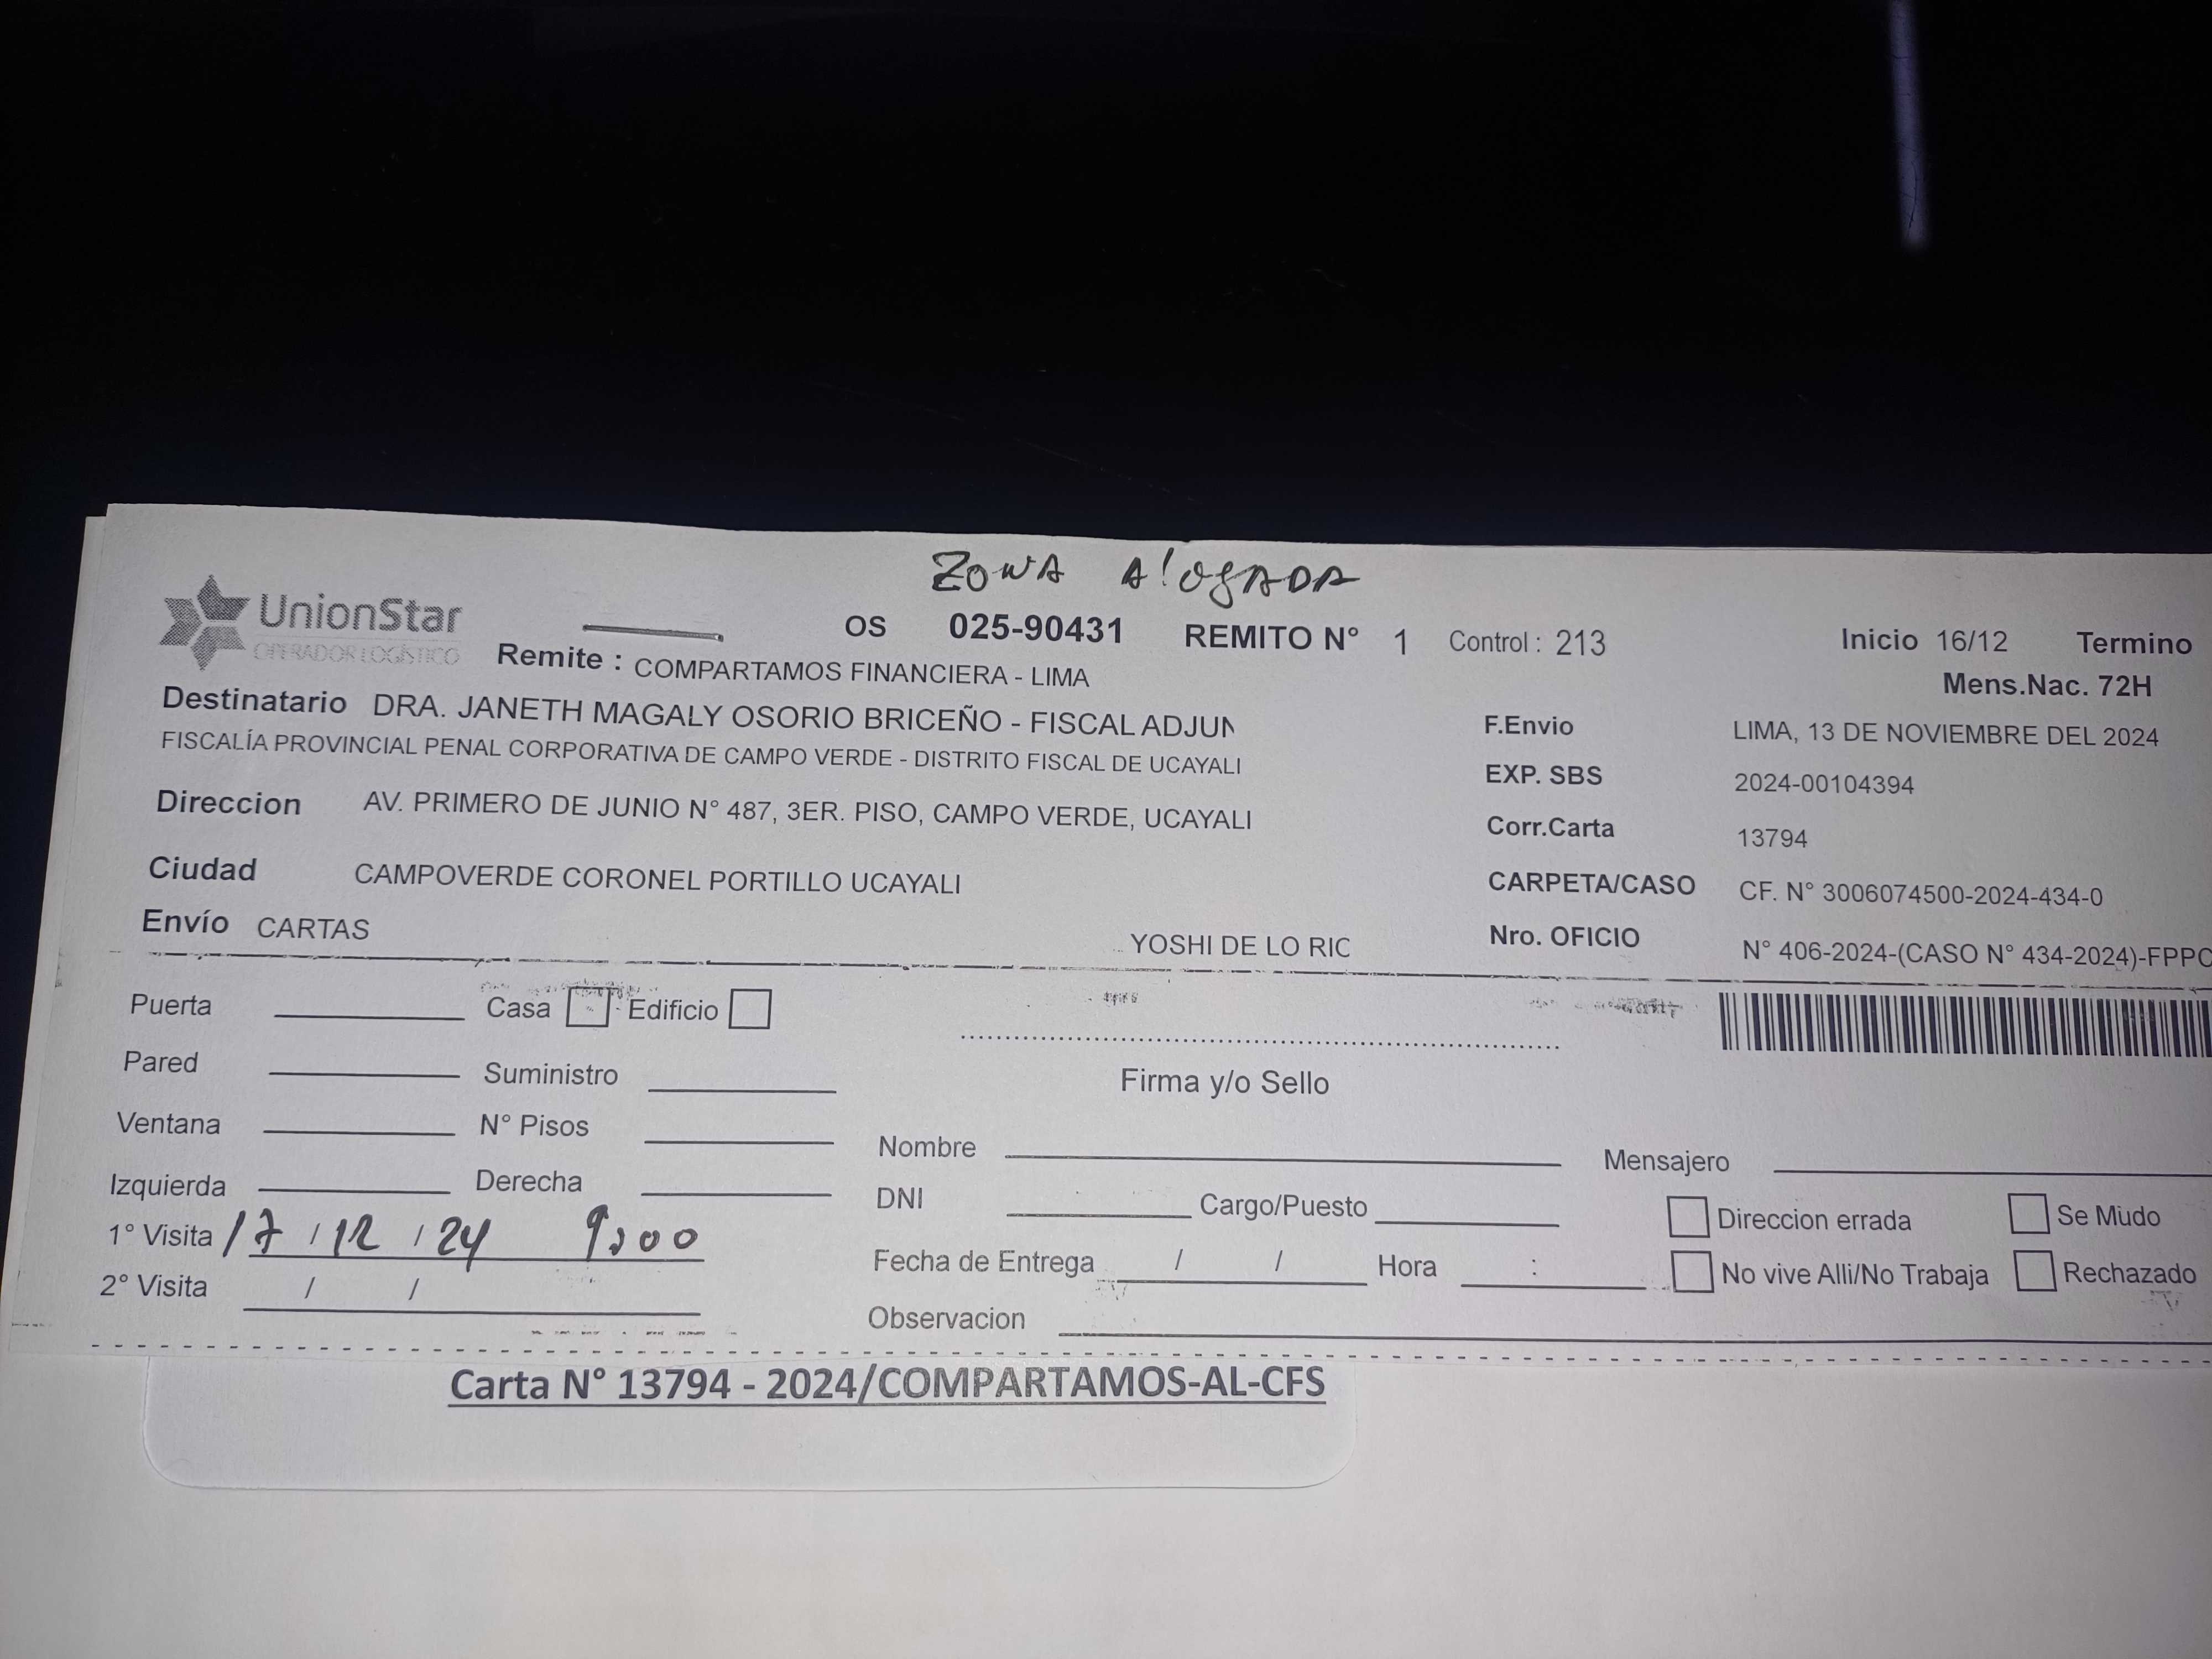 ZONA Alogada
UnionStar
OPERADOR LOGÍSTICO
OS 025-90431 REMITO N° 1 Control : 213 Inicio 16/12 Termino
Remite : COMPARTAMOS FINANCIERA - LIMA Mens.Nac. 72H
Destinatario DRA. JANETH MAGALY OSORIO BRICEÑO - FISCAL ADJUN
FISCALÍA PROVINCIAL PENAL CORPORATIVA DE CAMPO VERDE - DISTRITO FISCAL DE UCAYALI
F.Envio LIMA, 13 DE NOVIEMBRE DEL 2024
EXP. SBS 2024-00104394
Direccion AV. PRIMERO DE JUNIO N° 487, 3ER. PISO, CAMPO VERDE, UCAYALI
Corr.Carta 13794
Ciudad CAMPOVERDE CORONEL PORTILLO UCAYALI
CARPETA/CASO CF. N° 3006074500-2024-434-0
Envío CARTAS YOSHI DE LO RIC
Nro. OFICIO N° 406-2024-(CASO N° 434-2024)-FPPC
Puerta Casa Edificio
Pared Suministro
Firma y/o Sello
Ventana N° Pisos
Nombre Mensajero
Izquierda Derecha
DNI Cargo/Puesto Direccion errada Se Mudo
1° Visita 17 / 12 / 24 9:00
Fecha de Entrega / / Hora : No vive Alli/No Trabaja Rechazado
2° Visita / /
Observacion
Carta N° 13794 - 2024/COMPARTAMOS-AL-CFS